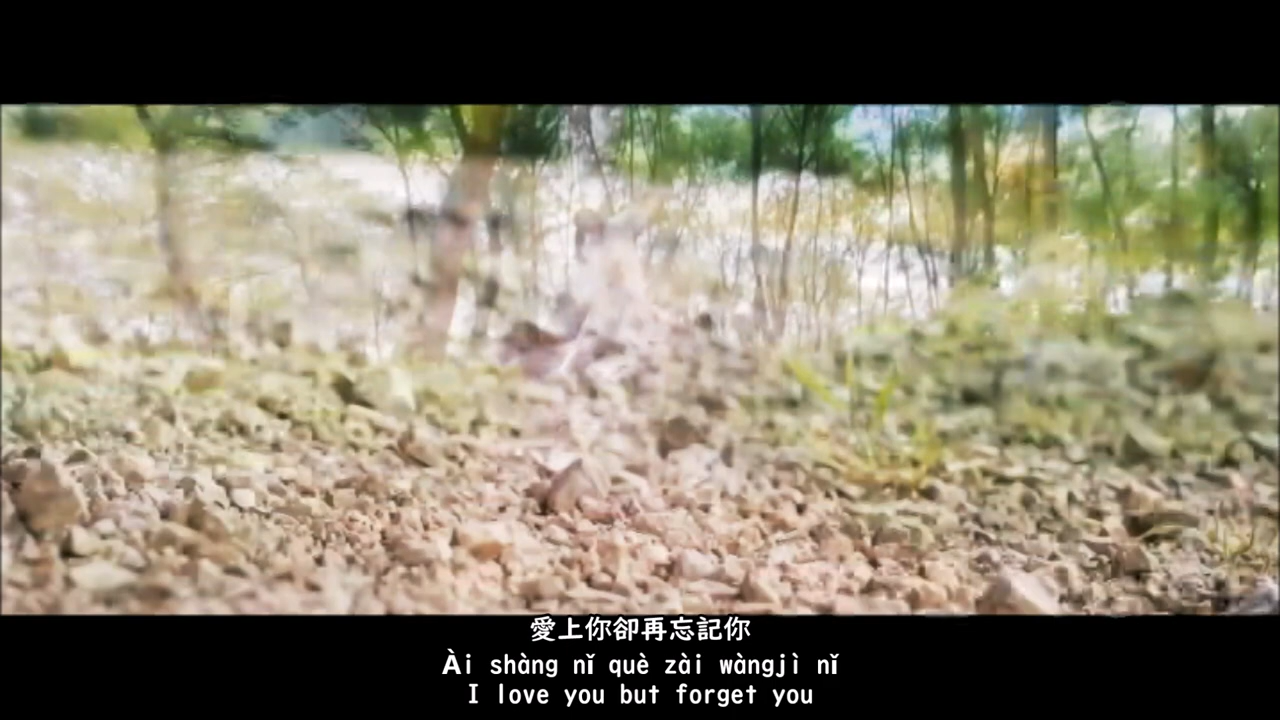 愛上你卻再忘記你
Ài shàng nǐ què zài wàngjì nǐ
I love you but forget you